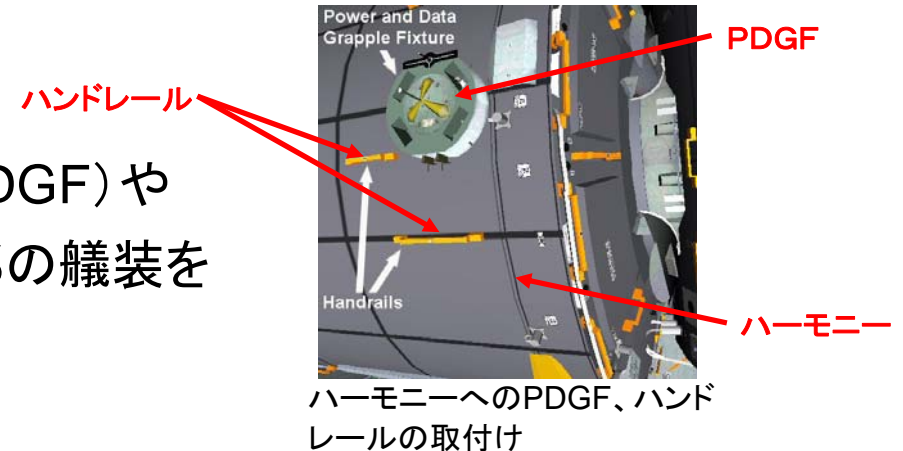 Power and Data
Grapple Fixture
PDGF
ハンドレール
DGF)や
の艤装を
Handrails
ハーモニー
ハーモニーへのPDGF、ハンド
レールの取付け